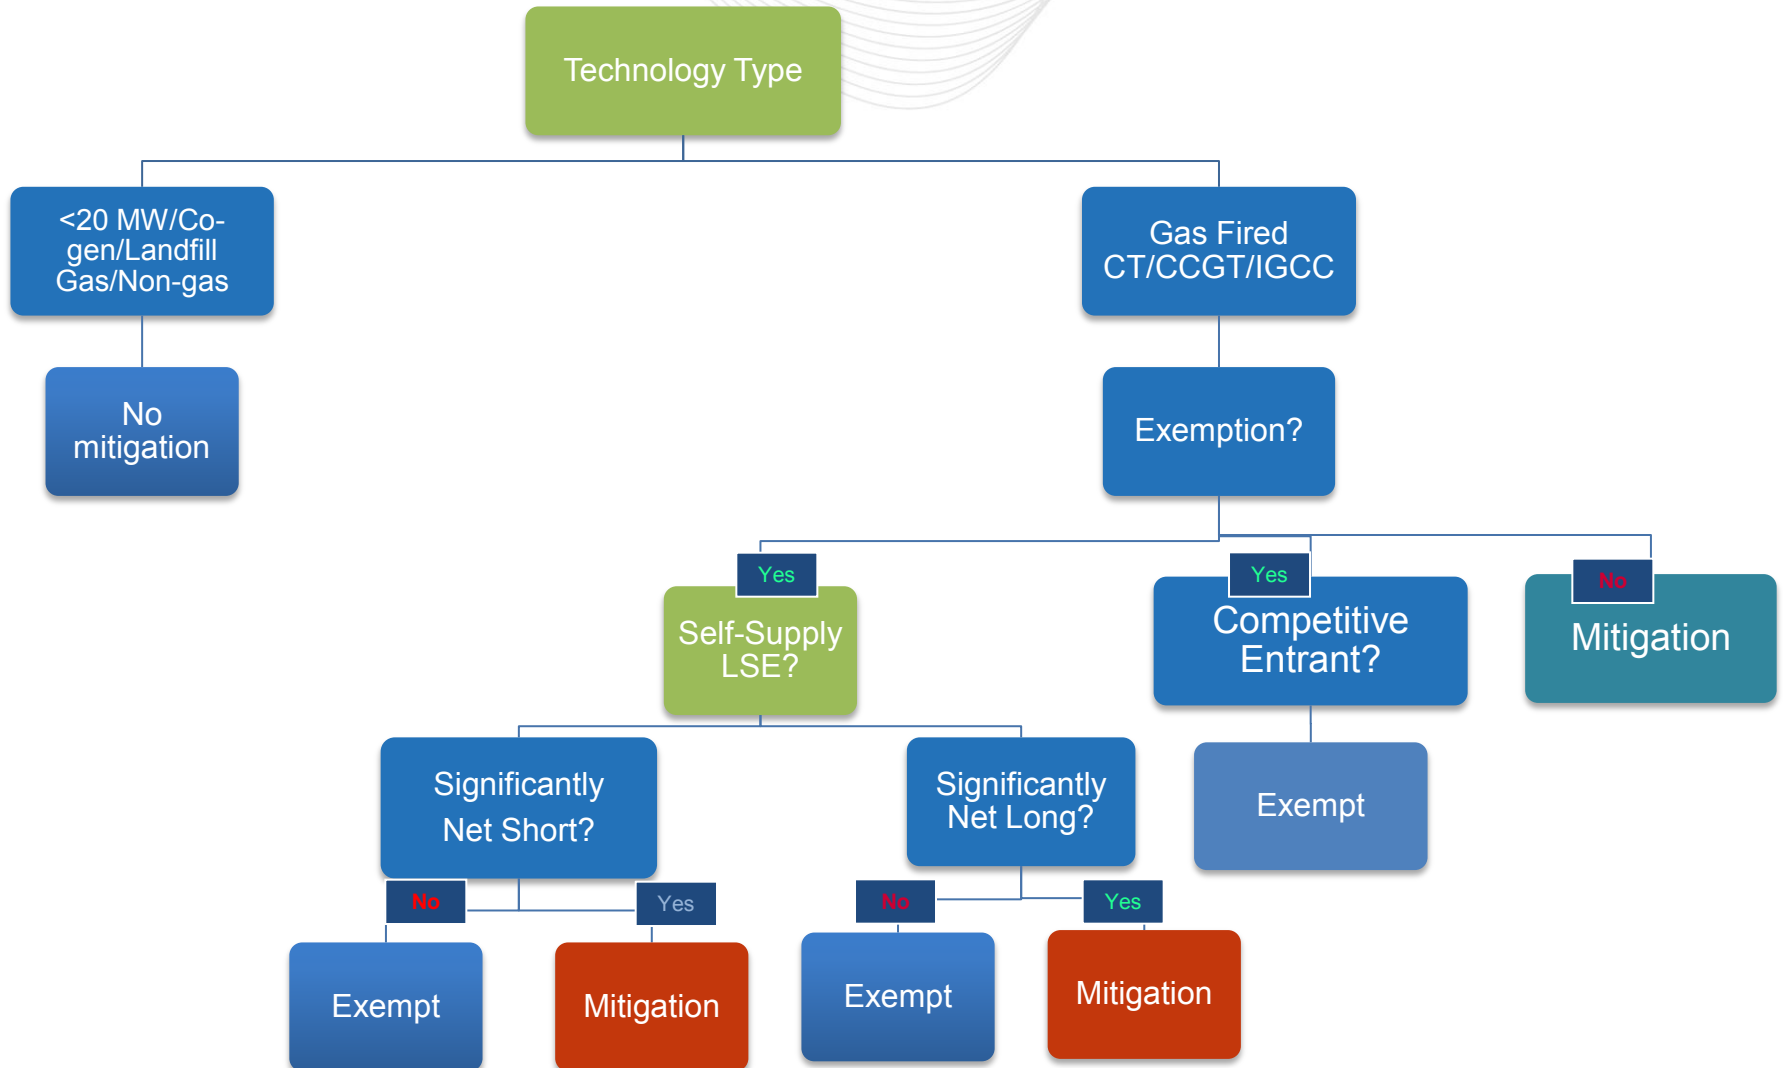 Technology Type
<20 MW/Co-
gen/Landfill
Gas/Non-gas
Gas Fired
CT/CCGT/IGCC
No
mitigation
Exemption?
Yes
Self-Supply
LSE?
Yes
Competitive
Entrant?
No
Mitigation
Significantly
Net Short?
Significantly
Net Long?
Exempt
No
Yes
No
Yes
Exempt
Mitigation
Exempt
Mitigation